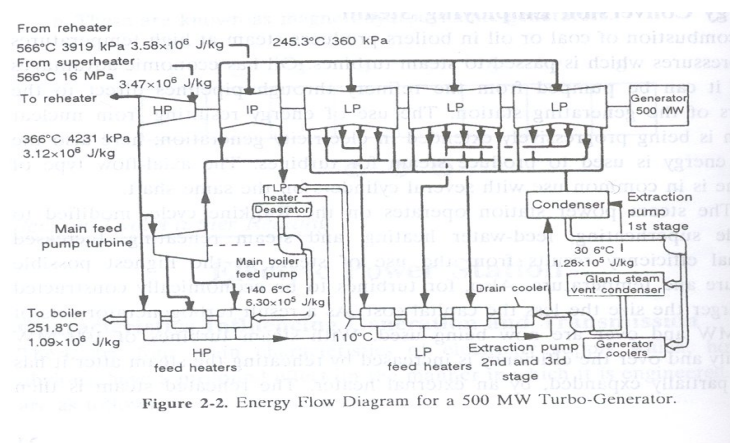 From reheater
566°C 3919 kPa 3.58×10⁶ J/kg
245.3°C 360 kPa
From superheater
566°C 16 MPa
3.47×10⁶ J/kg
To reheater
HP
IP
LP
LP
LP
Generator
500 MW
366°C 4231 kPa
3.12×10⁶ J/kg
LP
heater
Deaerator
Condenser
Extraction
pump
1st stage
Main feed
pump turbine
Main boiler
feed pump
140 6°C
6.30×10⁵ J/kg
30 6°C
1.28×10⁵ J/kg
Gland steam
vent condenser
Drain cooler
To boiler
251.8°C
1.09×10⁶ J/kg
110°C
HP
feed heaters
LP
feed heaters
Extraction pump
2nd and 3rd
stage
Generator
coolers
Figure 2-2. Energy Flow Diagram for a 500 MW Turbo-Generator.